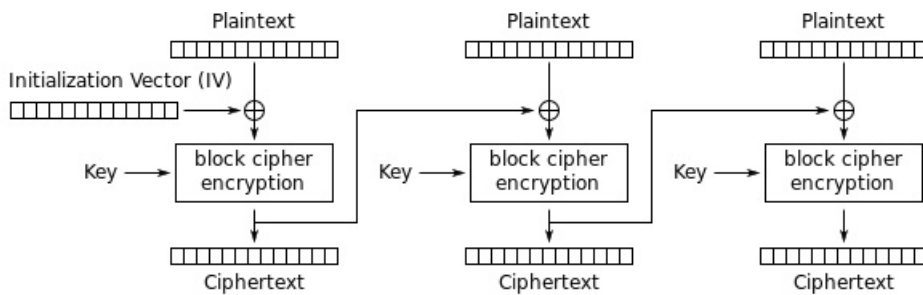 Plaintext
Plaintext
Plaintext
Initialization Vector (IV)
Key
block cipher
encryption
Key
block cipher
encryption
Key
block cipher
encryption
Ciphertext
Ciphertext
Ciphertext